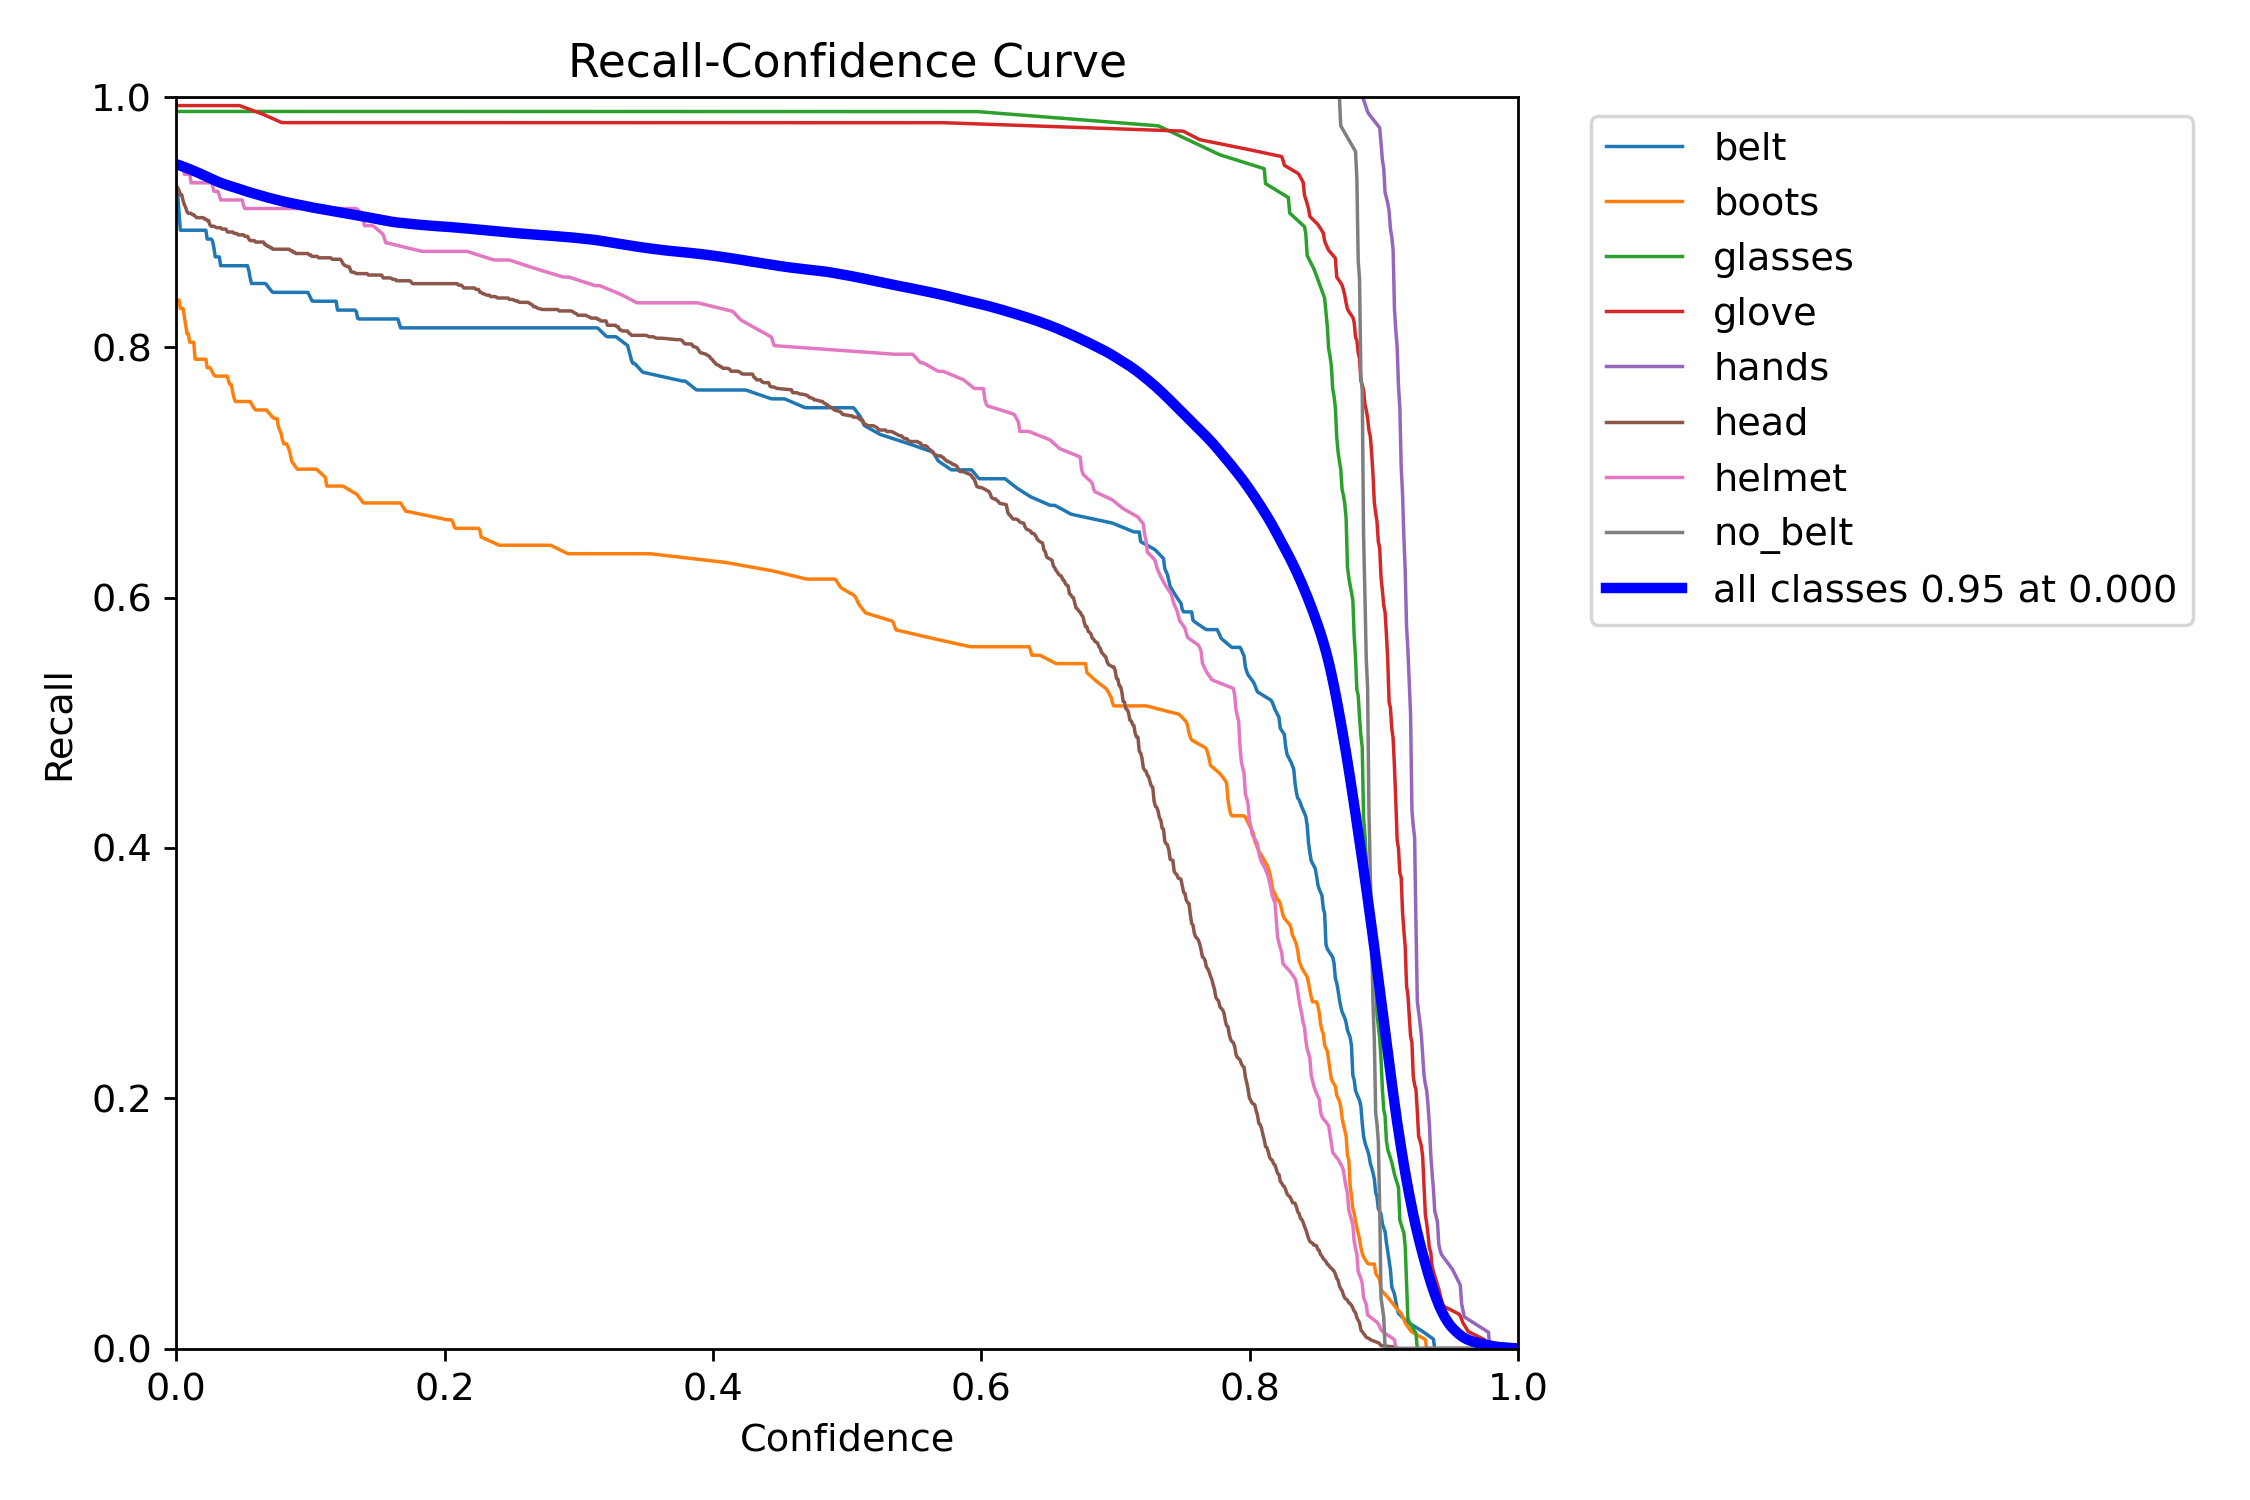 Recall-Confidence Curve
1.0
0.8
0.6
0.4
0.2
0.0
Recall
0.0 0.2 0.4 0.6 0.8 1.0
Confidence
belt
boots
glasses
glove
hands
head
helmet
no_belt
all classes 0.95 at 0.000